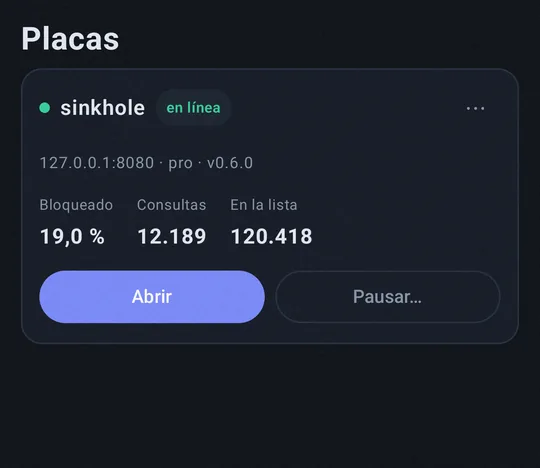 Placas
sinkhole en línea ...
127.0.0.1:8080 · pro · v0.6.0
Bloqueado Consultas En la lista
19,0 % 12.189 120.418
Abrir Pausar...